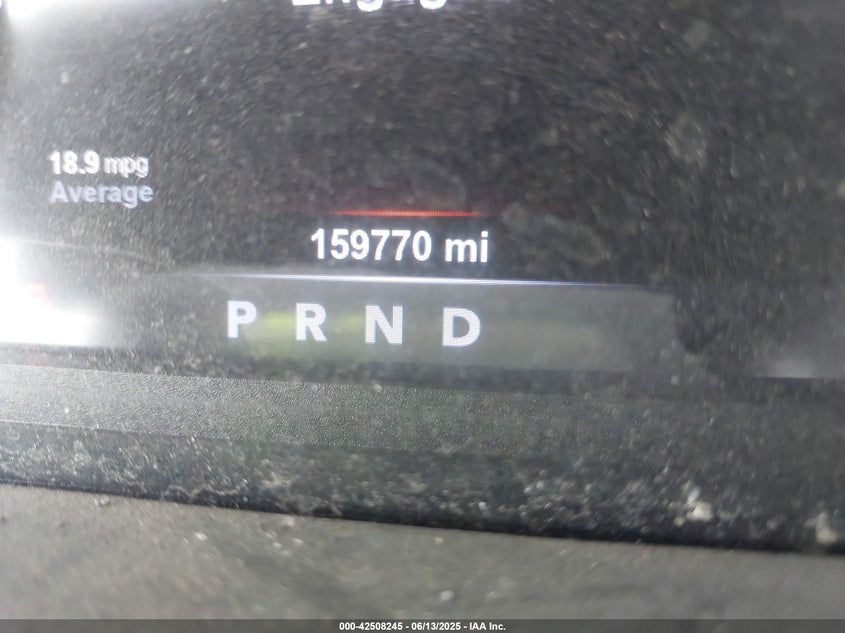 18.9 mpg
Average
159770 mi
P R N D
000-42508245 - 06/13/2025 - IAA Inc.